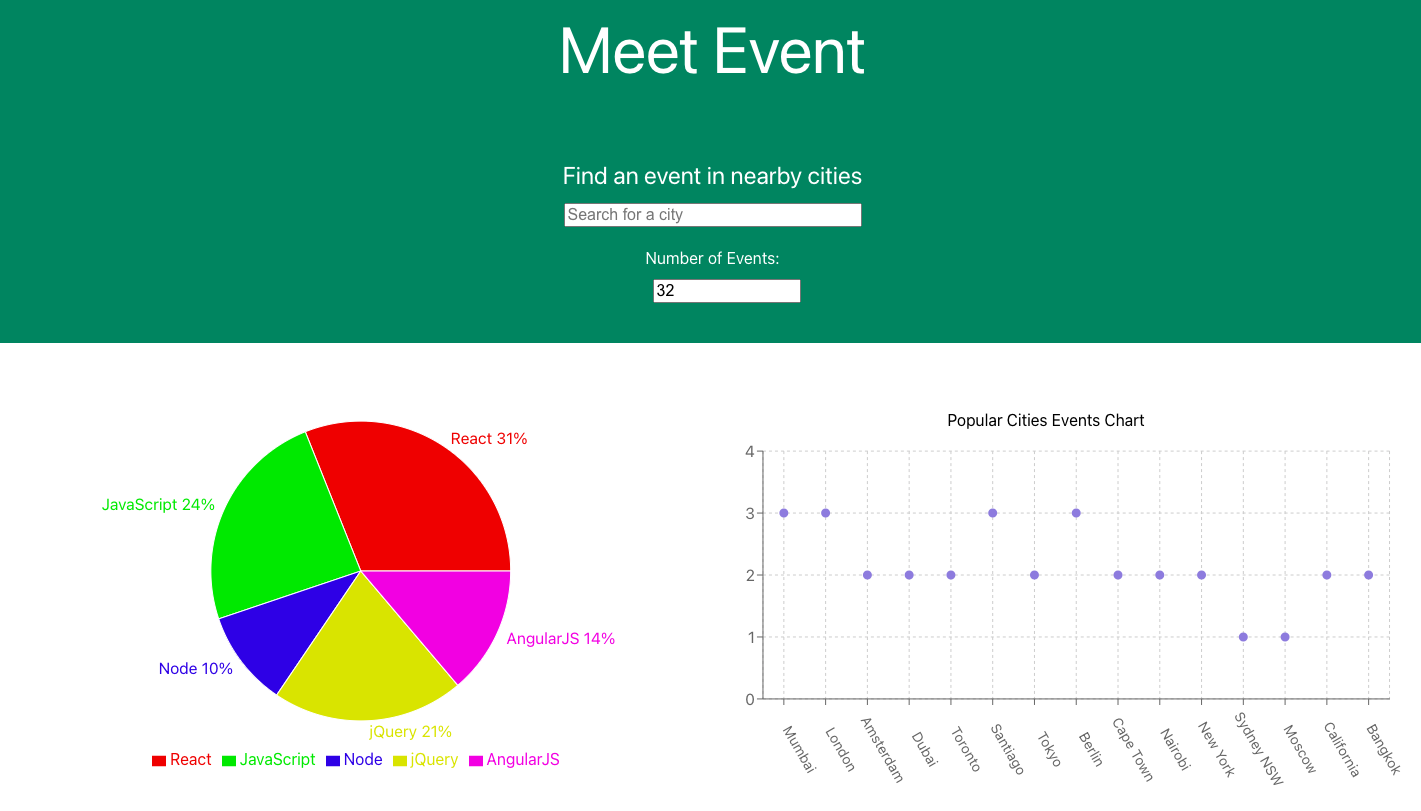 Meet Event
Find an event in nearby cities
Search for a city
Number of Events:
32
React 31%
JavaScript 24%
Node 10%
AngularJS 14%
jQuery 21%
React JavaScript Node jQuery AngularJS
Popular Cities Events Chart
4
3
2
1
0
Mumbai
London
Amsterdam
Dubai
Toronto
Santiago
Tokyo
Berlin
Cape Town
Nairobi
New York
Sydney NSW
Moscow
California
Bangkok